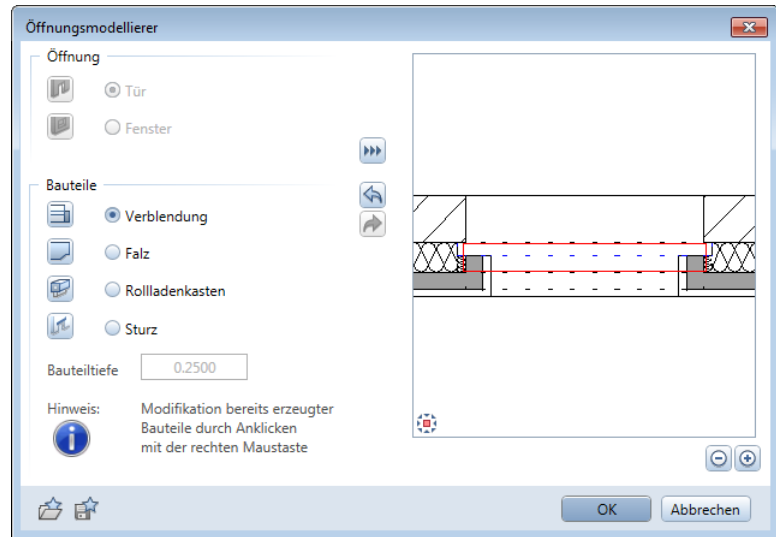 Öffnungsmodellierer
Öffnung
Tür
Fenster
Bauteile
Verblendung
Falz
Rollladenkasten
Sturz
Bauteiltiefe 0.2500
Hinweis: Modifikation bereits erzeugter
Bauteile durch Anklicken
mit der rechten Maustaste
OK Abbrechen